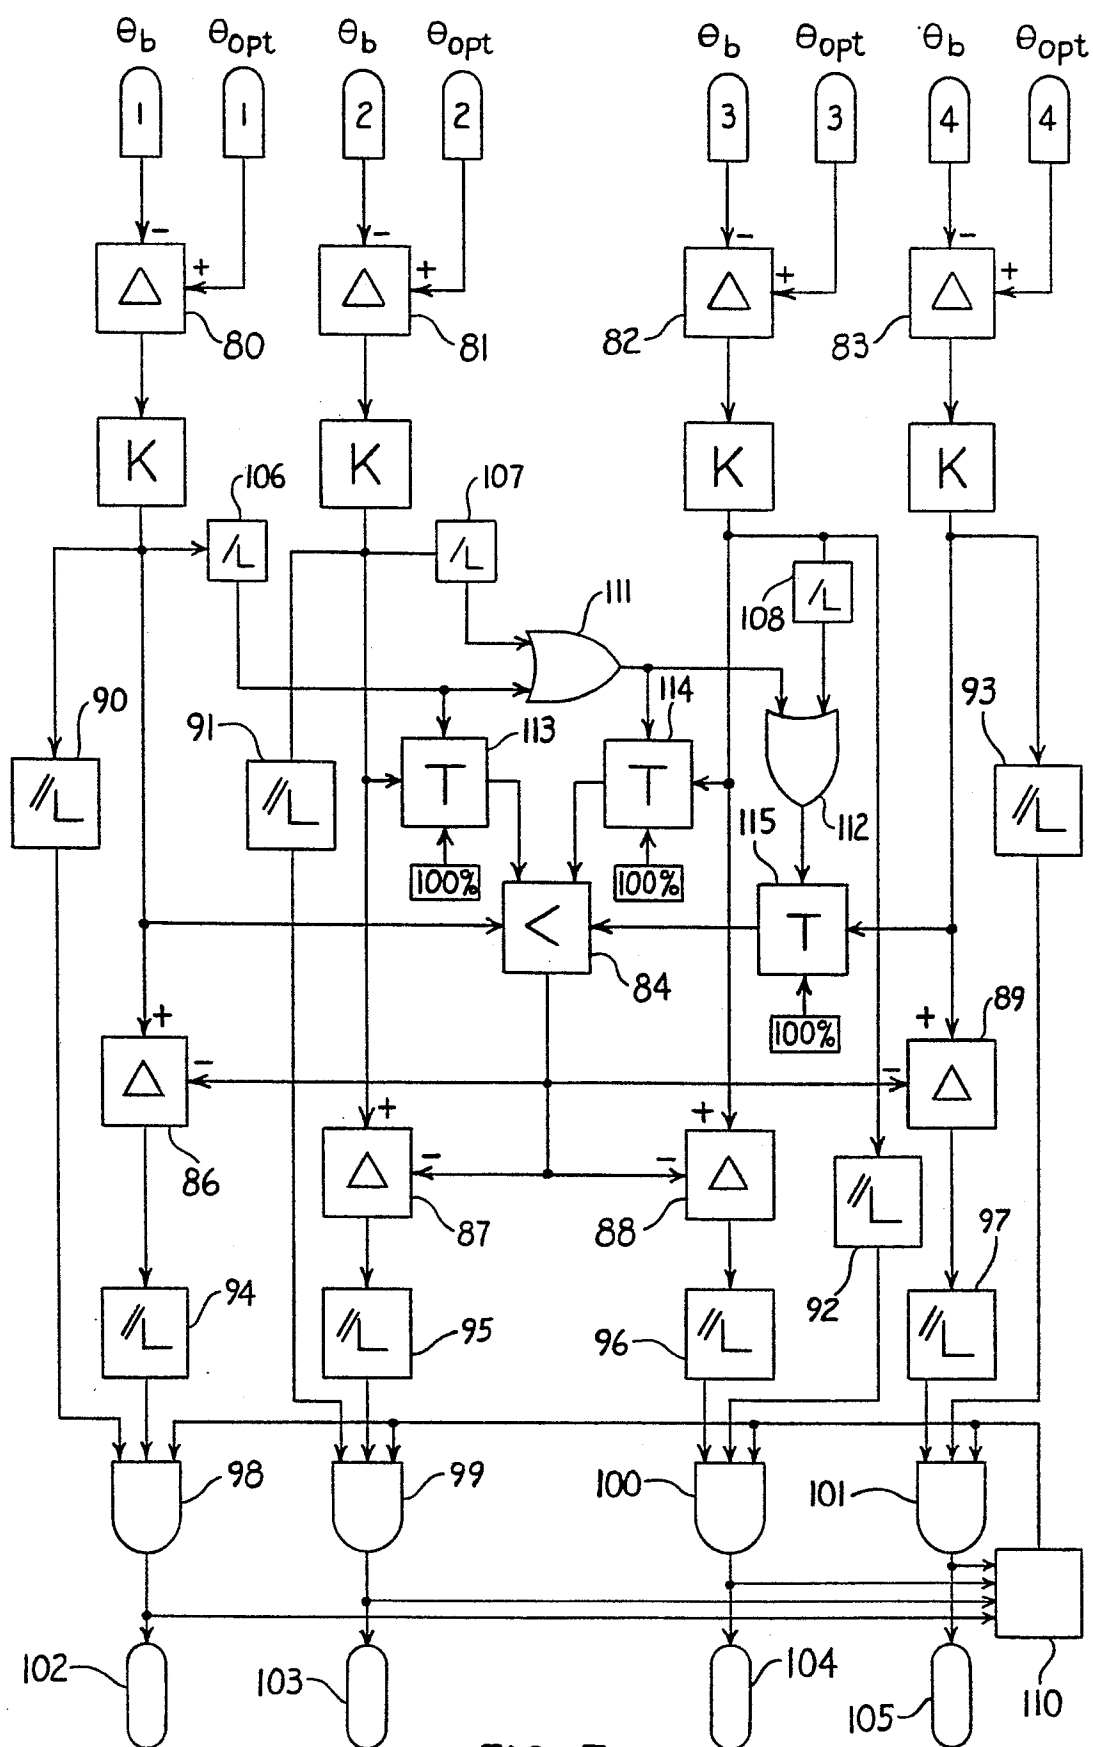 θb θopt θb θopt θb θopt θb θopt
1 1 2 2 3 3 4 4
− − − −
+ + + +
△ △ △ △
80 81 82 83
K K K K
106 107
/L /L /L
108
111
114
90 91 93
113
//L //L //L
T T
115 112
100% 100%
< T
84
100%
+ + 89
△ − − △
86
+ +
△ − − △
87 88
//L
92
97
94 95 96
//L //L //L //L
98 99 100 101
102 103 104 105
110